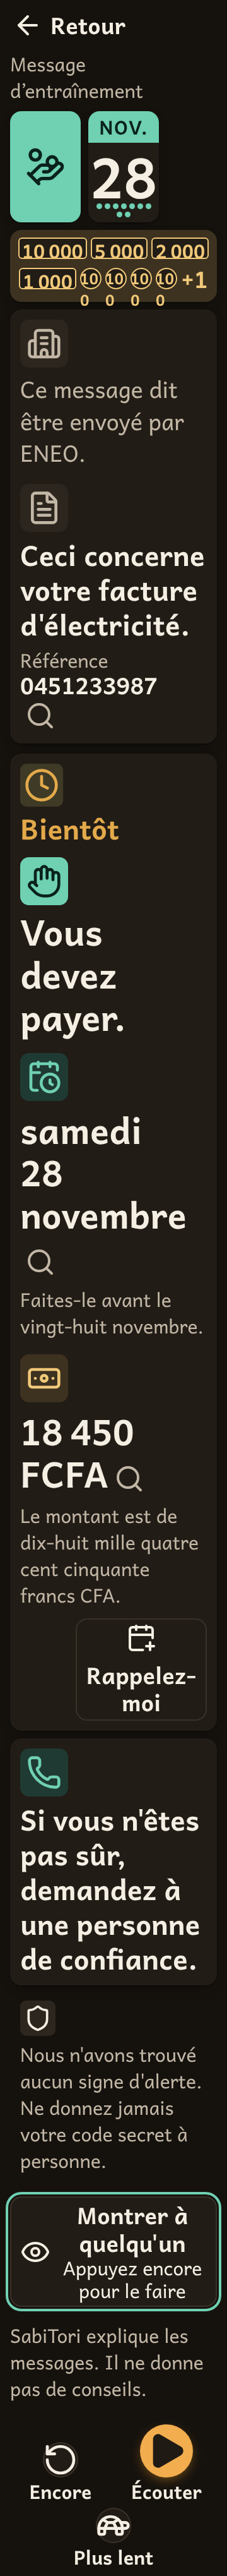 Retour
Message
d'entraînement
NOV.
28
10 000 5 000 2 000
1 000 100 100 100 100 +1
Ce message dit
être envoyé par
ENEO.
Ceci concerne
votre facture
d'électricité.
Référence
0451233987
Bientôt
Vous
devez
payer.
samedi
28
novembre
Faites-le avant le
vingt-huit novembre.
18 450
FCFA
Le montant est de
dix-huit mille quatre
cent cinquante
francs CFA.
Rappelez-
moi
Si vous n'êtes
pas sûr,
demandez à
une personne
de confiance.
Nous n'avons trouvé
aucun signe d'alerte.
Ne donnez jamais
votre code secret à
personne.
Montrer à
quelqu'un
Appuyez encore
pour le faire
SabiTori explique les
messages. Il ne donne
pas de conseils.
Encore
Écouter
Plus lent